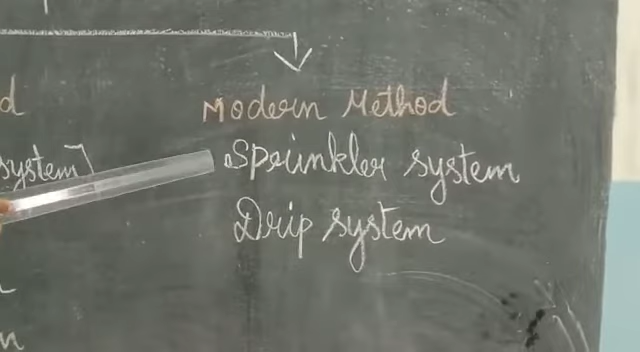 d
Modern Method
system]
Sprinkler system
Drip system
n